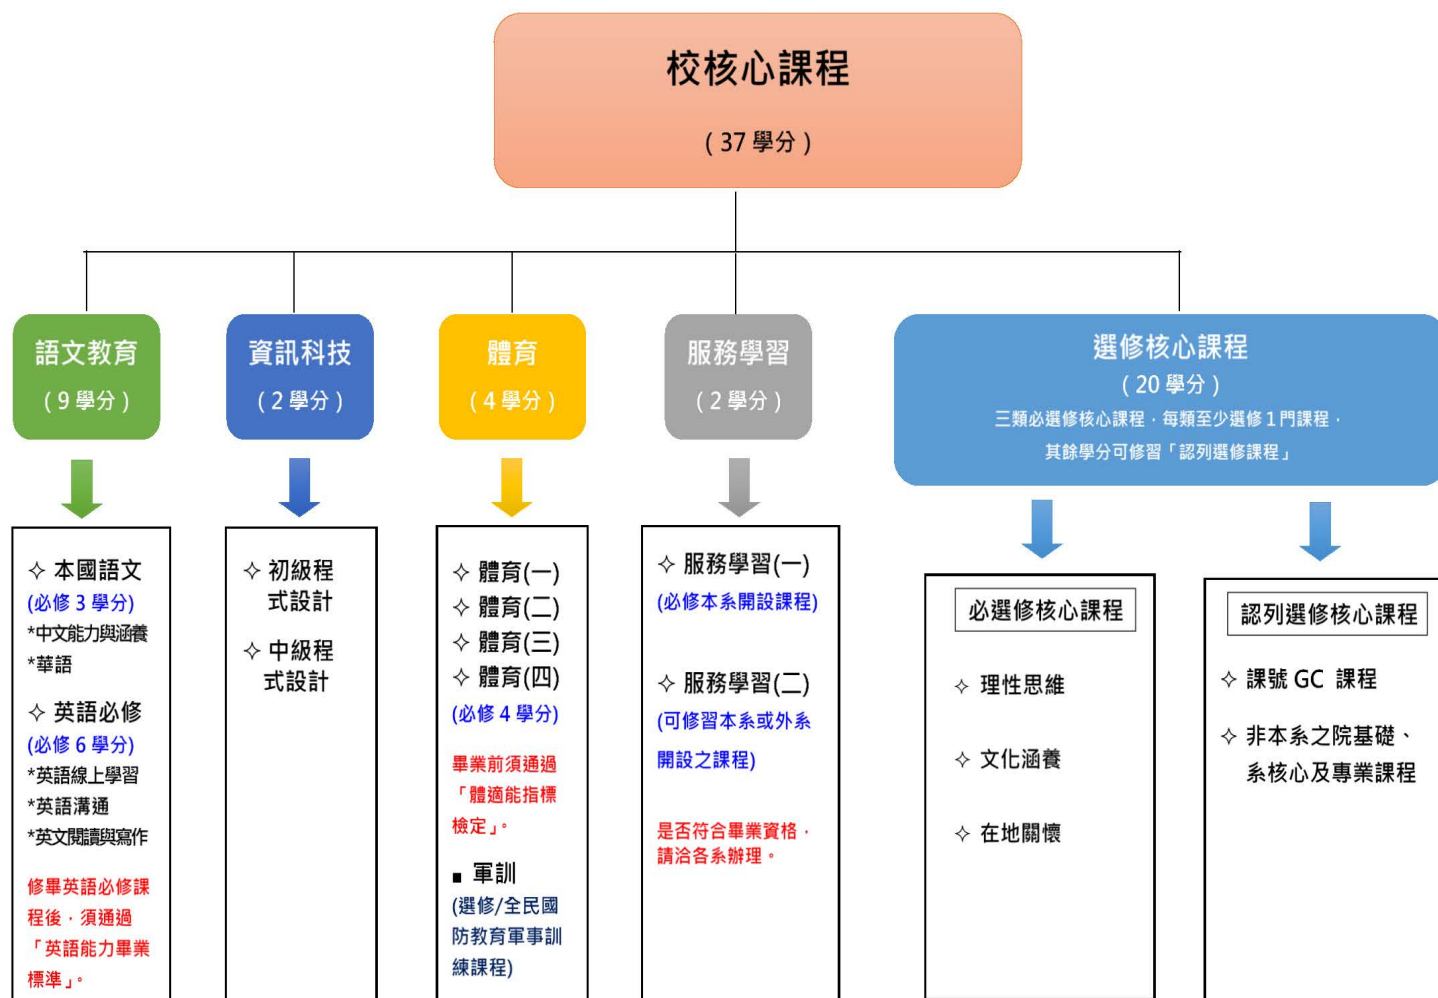 校核心課程
（37 學分）
語文教育
（9 學分）
資訊科技
（2 學分）
體育
（4 學分）
服務學習
（2 學分）
選修核心課程
（20 學分）
三類必選修核心課程，每類至少選修 1 門課程，
其餘學分可修習「認列選修課程」
✧ 本國語文
(必修 3 學分)
*中文能力與涵養
*華語
✧ 英語必修
(必修 6 學分)
*英語線上學習
*英語溝通
*英文閱讀與寫作
修畢英語必修課
程後，須通過
「英語能力畢業
標準」。
✧ 初級程
式設計
✧ 中級程
式設計
✧ 體育(一)
✧ 體育(二)
✧ 體育(三)
✧ 體育(四)
(必修 4 學分)
畢業前須通過
「體適能指標
檢定」。
■ 軍訓
(選修/全民國
防教育軍事訓
練課程)
✧ 服務學習(一)
(必修本系開設課程)
✧ 服務學習(二)
(可修習本系或外系
開設之課程)
是否符合畢業資格，
請洽各系辦理。
必選修核心課程
✧ 理性思維
✧ 文化涵養
✧ 在地關懷
認列選修核心課程
✧ 課號 GC 課程
✧ 非本系之院基礎、
系核心及專業課程